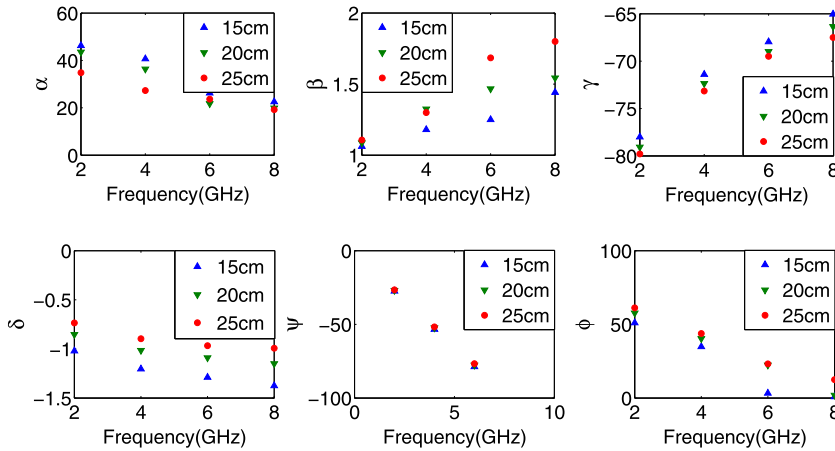 60
40
20
0
α
2
4
6
8
Frequency(GHz)
15cm
20cm
25cm
2
1.5
1
β
2
4
6
8
Frequency(GHz)
15cm
20cm
25cm
−65
−70
−75
−80
γ
2
4
6
8
Frequency(GHz)
15cm
20cm
25cm
0
−0.5
−1
−1.5
δ
2
4
6
8
Frequency(GHz)
15cm
20cm
25cm
0
−50
−100
ψ
0
5
10
Frequency(GHz)
15cm
20cm
25cm
100
50
0
ϕ
2
4
6
8
Frequency(GHz)
15cm
20cm
25cm